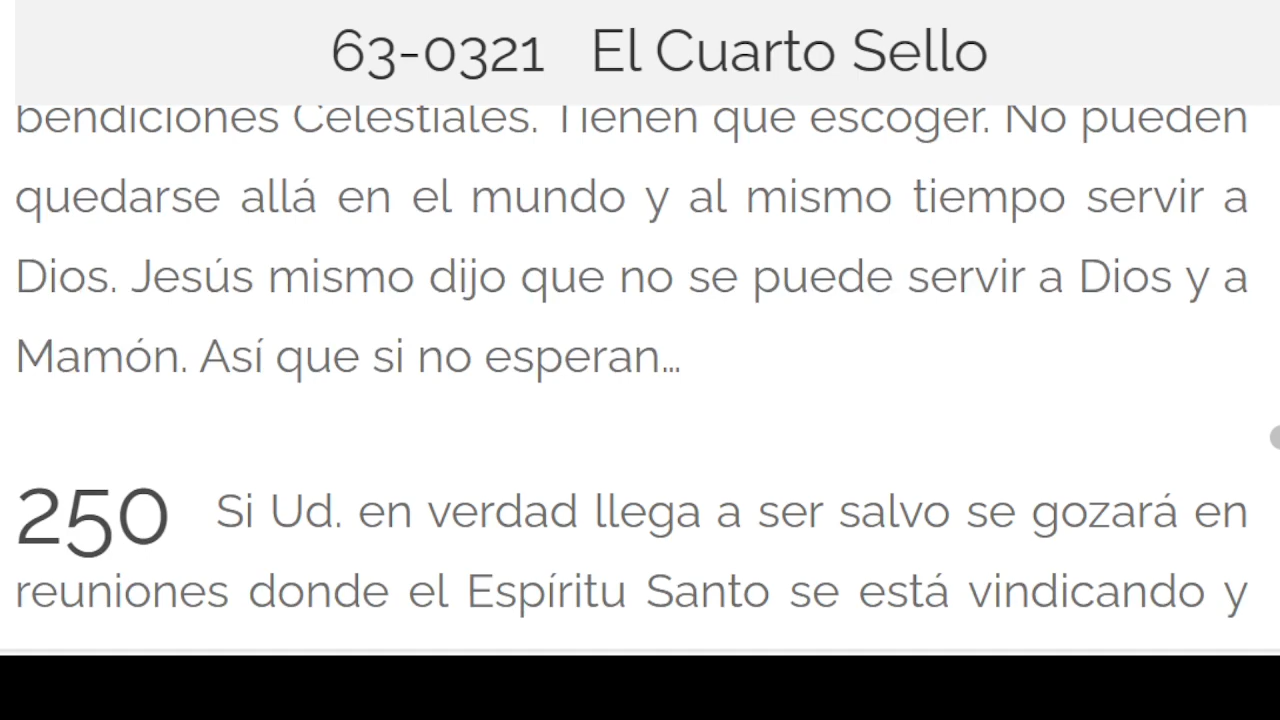 63-0321 El Cuarto Sello
bendiciones Celestiales. Tienen que escoger. No pueden
quedarse allá en el mundo y al mismo tiempo servir a
Dios. Jesús mismo dijo que no se puede servir a Dios y a
Mamón. Así que si no esperan...
250 Si Ud. en verdad llega a ser salvo se gozará en
reuniones donde el Espíritu Santo se está vindicando y